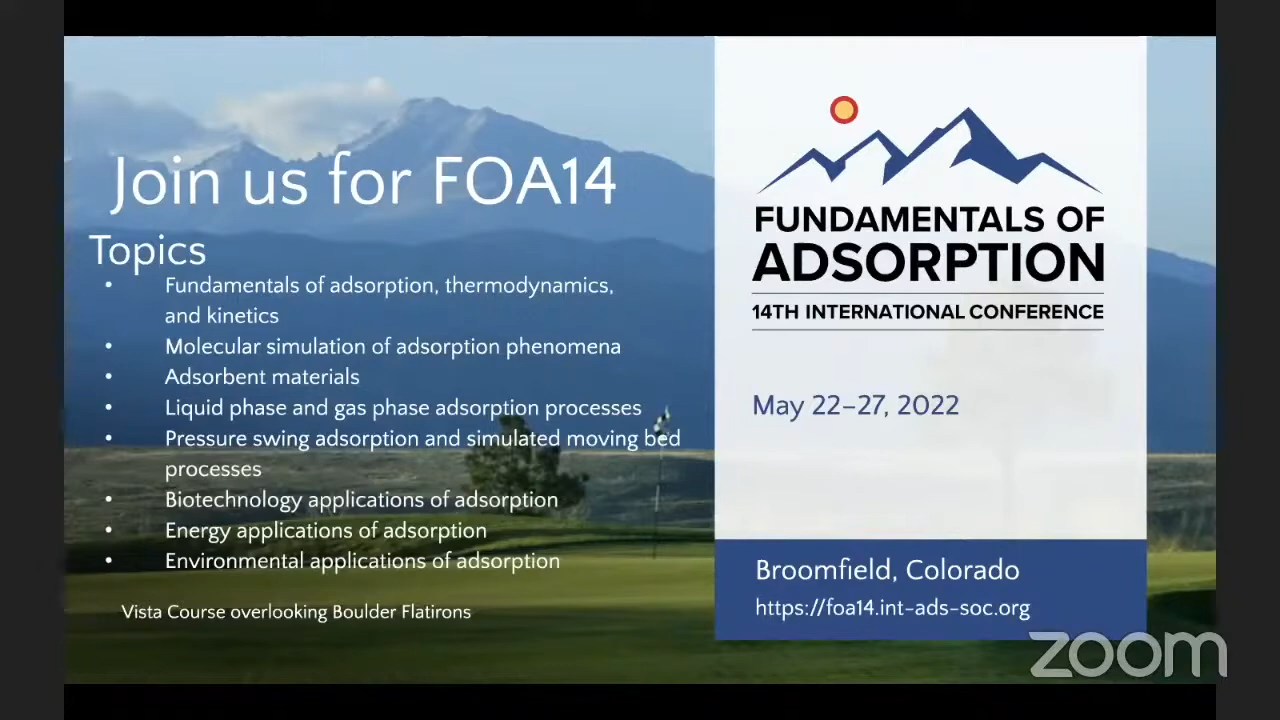 Join us for FOA14
Topics
• Fundamentals of adsorption, thermodynamics,
and kinetics
• Molecular simulation of adsorption phenomena
• Adsorbent materials
• Liquid phase and gas phase adsorption processes
• Pressure swing adsorption and simulated moving bed
processes
• Biotechnology applications of adsorption
• Energy applications of adsorption
• Environmental applications of adsorption
Vista Course overlooking Boulder Flatirons
FUNDAMENTALS OF
ADSORPTION
14TH INTERNATIONAL CONFERENCE
May 22–27, 2022
Broomfield, Colorado
https://foa14.int-ads-soc.org
zoom